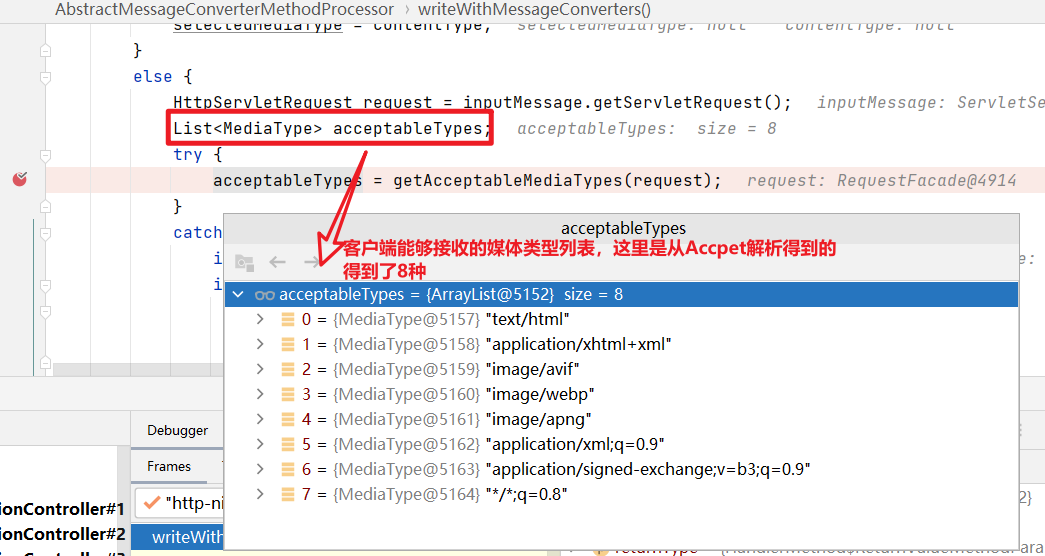 AbstractMessageConverterMethodProcessor › writeWithMessageConverters()
selectedMediaType = contentType; selectedMediaType: null contentType: null
}
else {
HttpServletRequest request = inputMessage.getServletRequest(); inputMessage: ServletSe
List<MediaType> acceptableTypes; acceptableTypes: size = 8
try {
acceptableTypes = getAcceptableMediaTypes(request); request: RequestFacade@4914
}
catch
acceptableTypes
客户端能够接收的媒体类型列表，这里是从Accpet解析得到的
得到了8种
acceptableTypes = {ArrayList@5152} size = 8
0 = {MediaType@5157} "text/html"
1 = {MediaType@5158} "application/xhtml+xml"
2 = {MediaType@5159} "image/avif"
3 = {MediaType@5160} "image/webp"
4 = {MediaType@5161} "image/apng"
5 = {MediaType@5162} "application/xml;q=0.9"
6 = {MediaType@5163} "application/signed-exchange;v=b3;q=0.9"
7 = {MediaType@5164} "*/*;q=0.8"
Debugger
Frames
"http-ni
ionController#1
ionController#2
writeWith